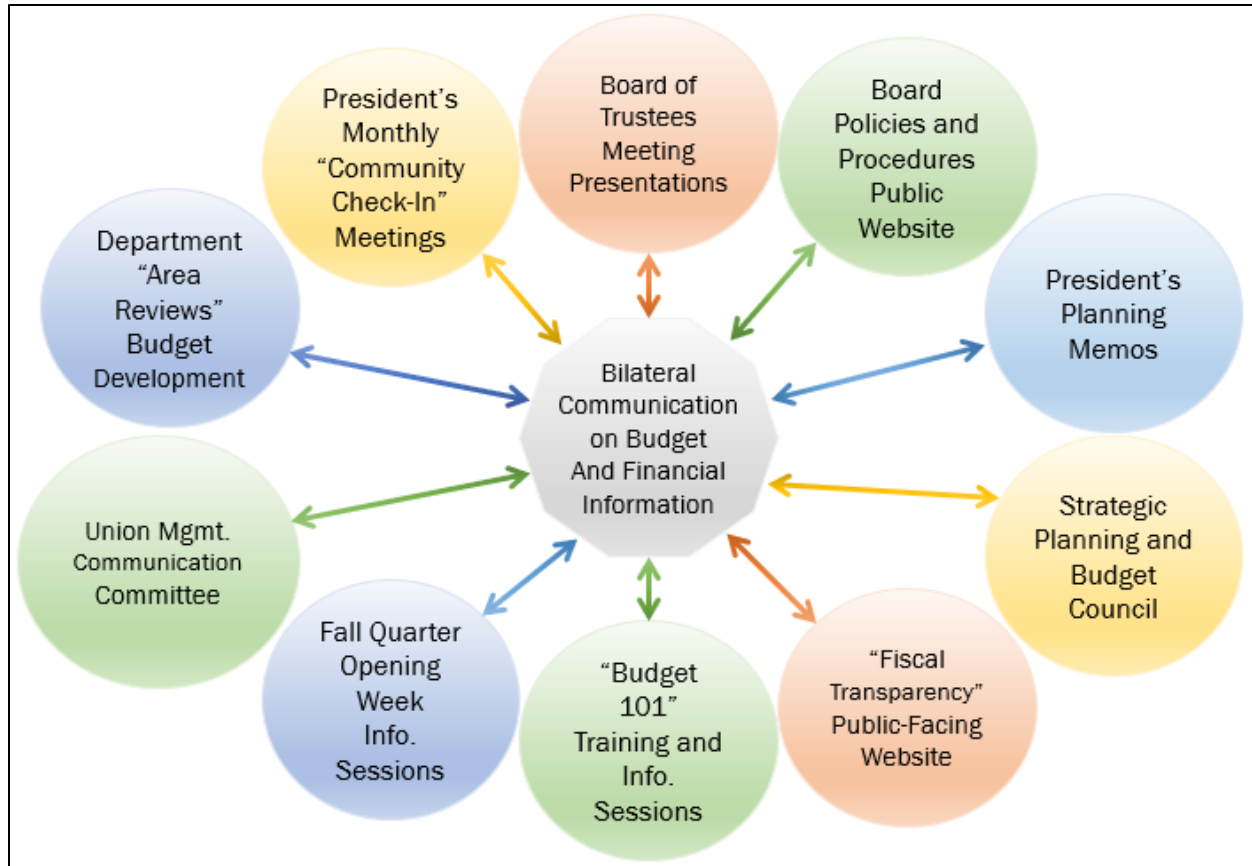 Board of
Trustees
Meeting
Presentations
Board
Policies and
Procedures
Public
Website
President’s
Planning
Memos
Strategic
Planning and
Budget
Council
“Fiscal
Transparency”
Public-Facing
Website
“Budget
101”
Training and
Info.
Sessions
Fall Quarter
Opening
Week
Info.
Sessions
Union Mgmt.
Communication
Committee
Department
“Area
Reviews”
Budget
Development
President’s
Monthly
“Community
Check-In”
Meetings
Bilateral
Communication
on Budget
And Financial
Information